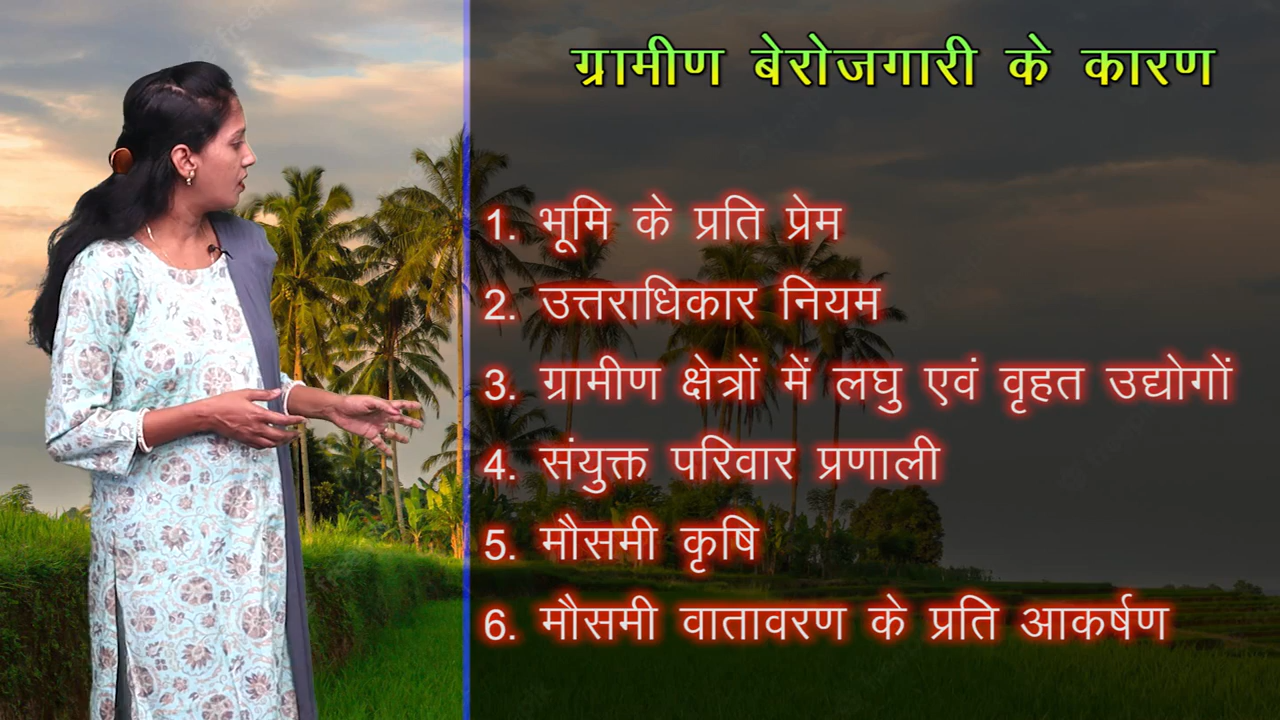 ग्रामीण बेरोजगारी के कारण
1. भूमि के प्रति प्रेम
2. उत्तराधिकार नियम
3. ग्रामीण क्षेत्रों में लघु एवं वृहत उद्योगों
4. संयुक्त परिवार प्रणाली
5. मौसमी कृषि
6. मौसमी वातावरण के प्रति आकर्षण